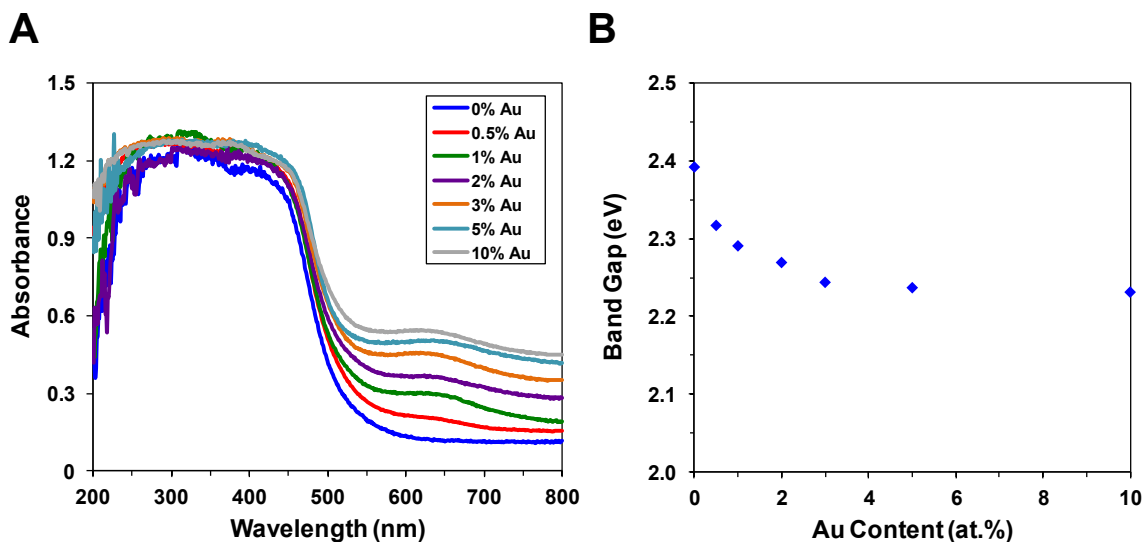 A
Absorbance
1.5
1.2
0.9
0.6
0.3
0
200 300 400 500 600 700 800
Wavelength (nm)
0% Au
0.5% Au
1% Au
2% Au
3% Au
5% Au
10% Au
B
Band Gap (eV)
2.5
2.4
2.3
2.2
2.1
2.0
0 2 4 6 8 10
Au Content (at.%)